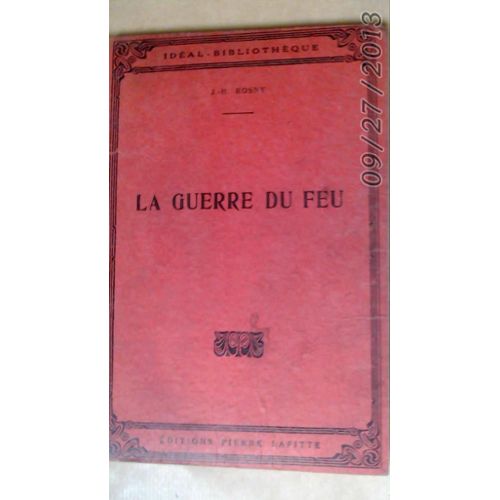 IDÉAL-BIBLIOTHÈQUE
J.-H. ROSNY
LA GUERRE DU FEU
ÉDITIONS PIERRE LAFITTE
09/27/2013